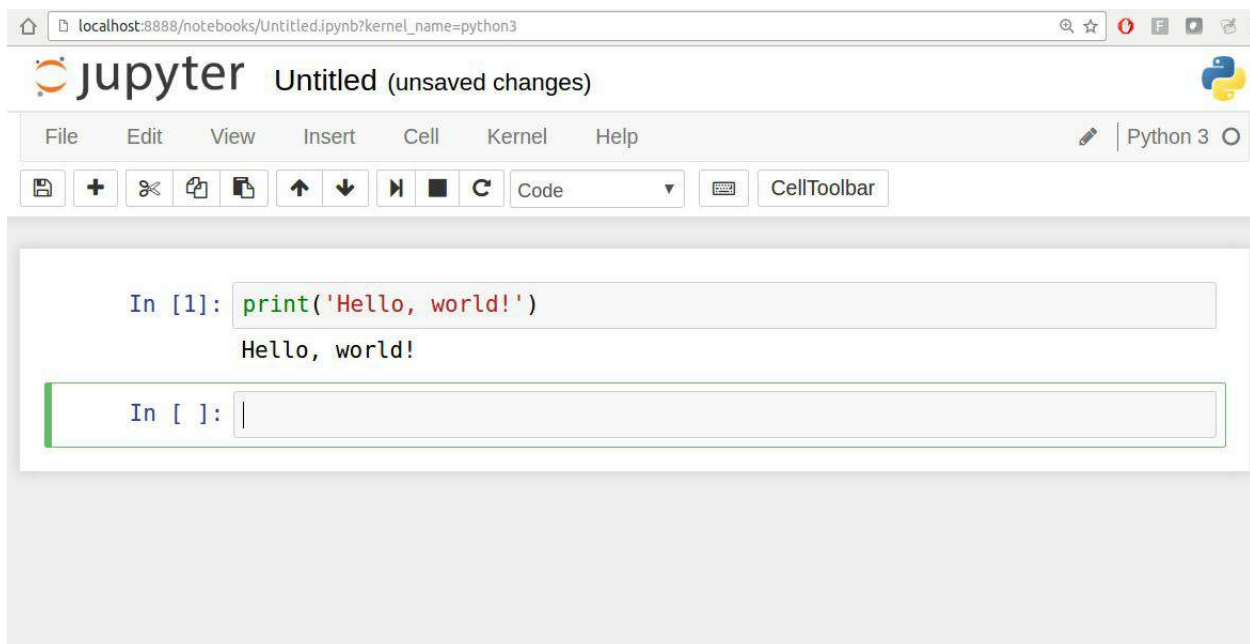 localhost:8888/notebooks/Untitled.ipynb?kernel_name=python3
jupyter Untitled (unsaved changes)
File Edit View Insert Cell Kernel Help Python 3
Code CellToolbar
In [1]: print('Hello, world!')
Hello, world!
In [ ]: